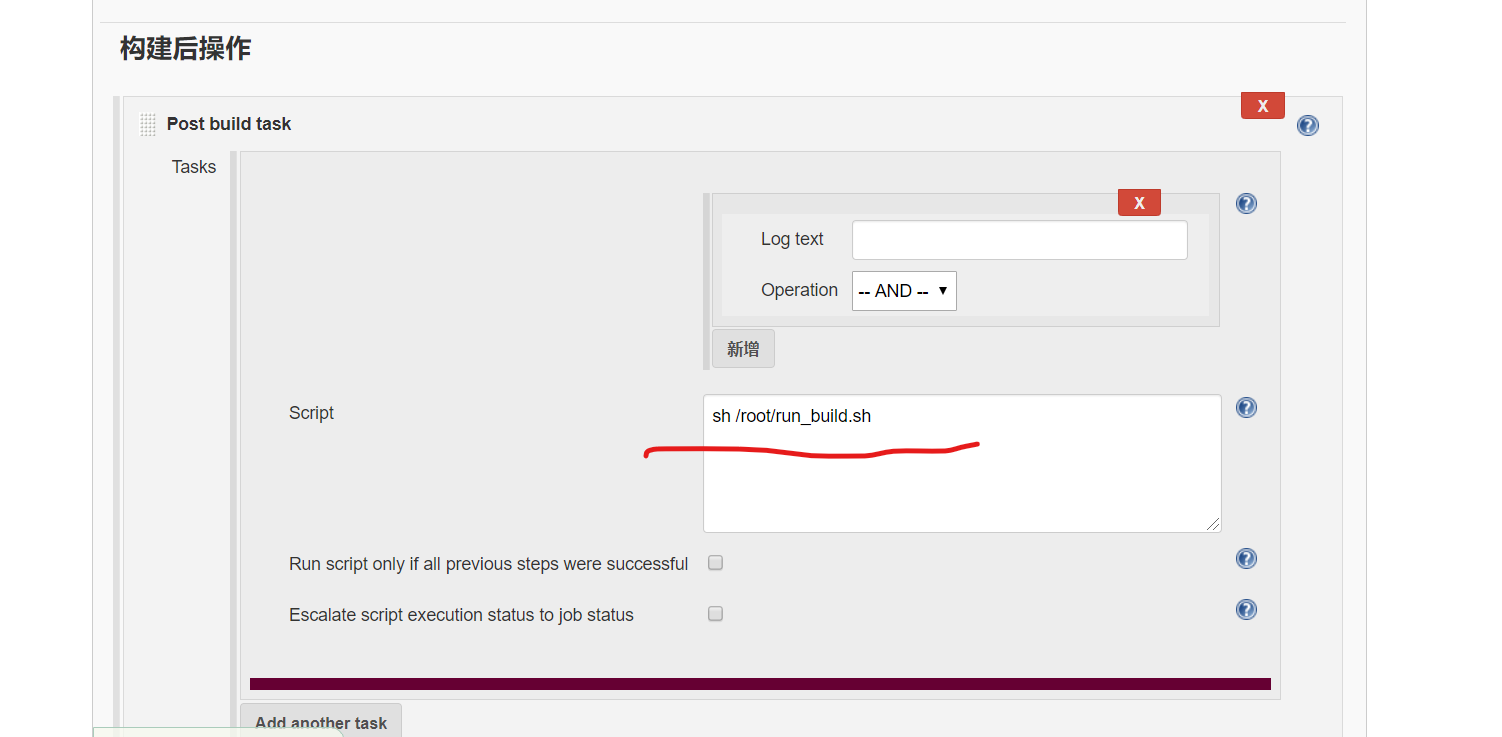 构建后操作
X
Post build task
Tasks
X
Log text
Operation
-- AND --
新增
Script
sh /root/run_build.sh
Run script only if all previous steps were successful
Escalate script execution status to job status
Add another task